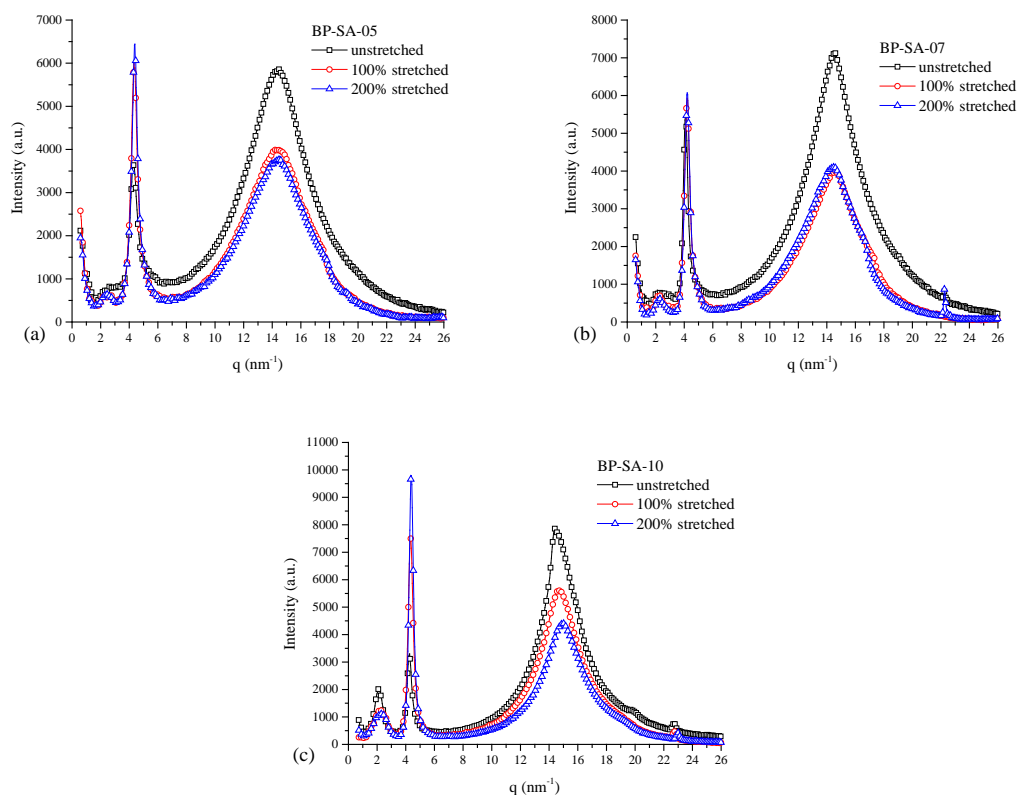 BP-SA-05
unstretched
100% stretched
200% stretched
7000
6000
5000
4000
3000
2000
1000
0
Intensity (a.u.)
0 2 4 6 8 10 12 14 16 18 20 22 24 26
q (nm⁻¹)
(a)
BP-SA-07
unstretched
100% stretched
200% stretched
8000
7000
6000
5000
4000
3000
2000
1000
0
Intensity (a.u.)
0 2 4 6 8 10 12 14 16 18 20 22 24 26
q (nm⁻¹)
(b)
BP-SA-10
unstretched
100% stretched
200% stretched
11000
10000
9000
8000
7000
6000
5000
4000
3000
2000
1000
0
Intensity (a.u.)
0 2 4 6 8 10 12 14 16 18 20 22 24 26
q (nm⁻¹)
(c)